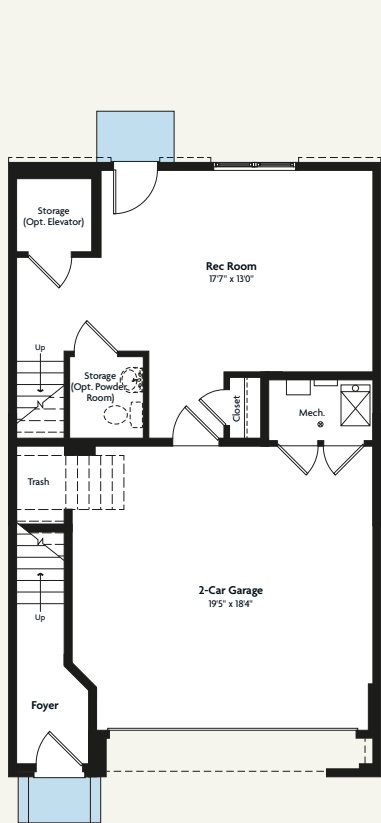 Storage
(Opt. Elevator)
Rec Room
17'7" x 13'0"
Up
Storage
(Opt. Powder
Room)
Closet
Mech.
Trash
2-Car Garage
19'5" x 18'4"
Up
Foyer